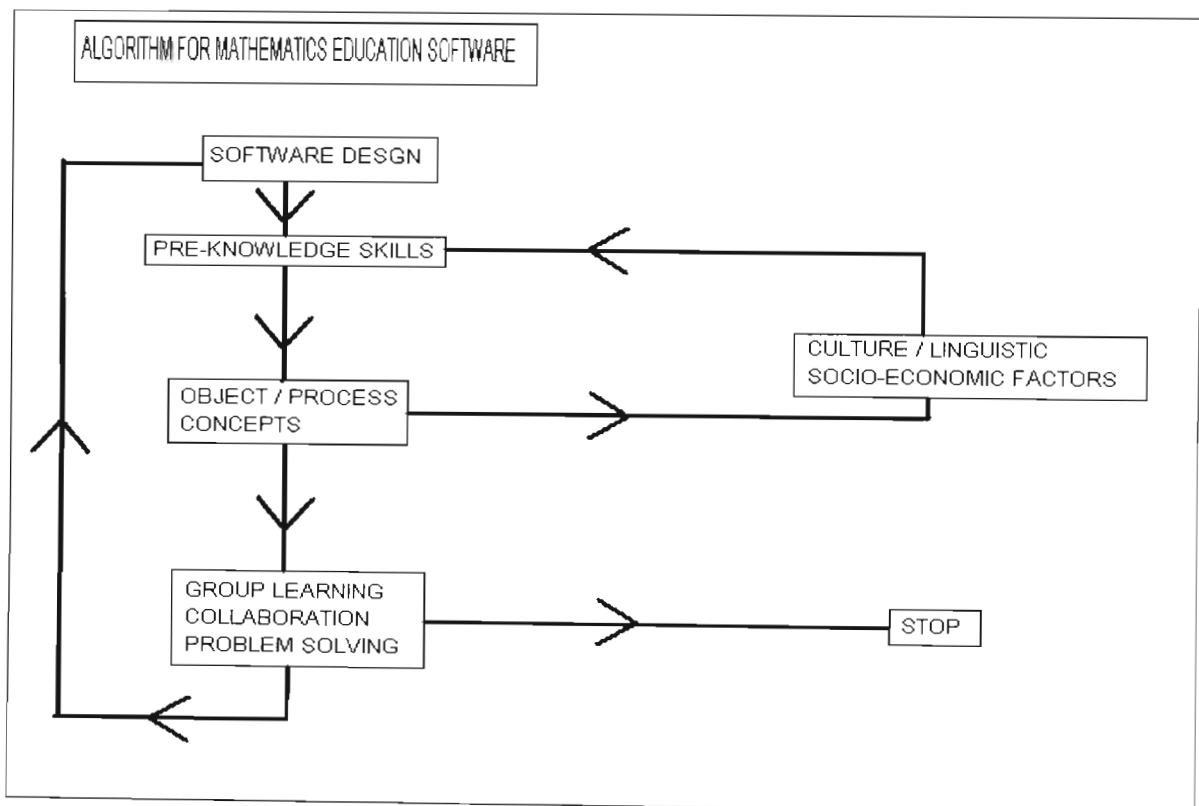 ALGORITHM FOR MATHEMATICS EDUCATION SOFTWARE
SOFTWARE DESGN
PRE-KNOWLEDGE SKILLS
CULTURE / LINGUISTIC
SOCIO-ECONOMIC FACTORS
OBJECT / PROCESS
CONCEPTS
GROUP LEARNING
COLLABORATION
PROBLEM SOLVING
STOP